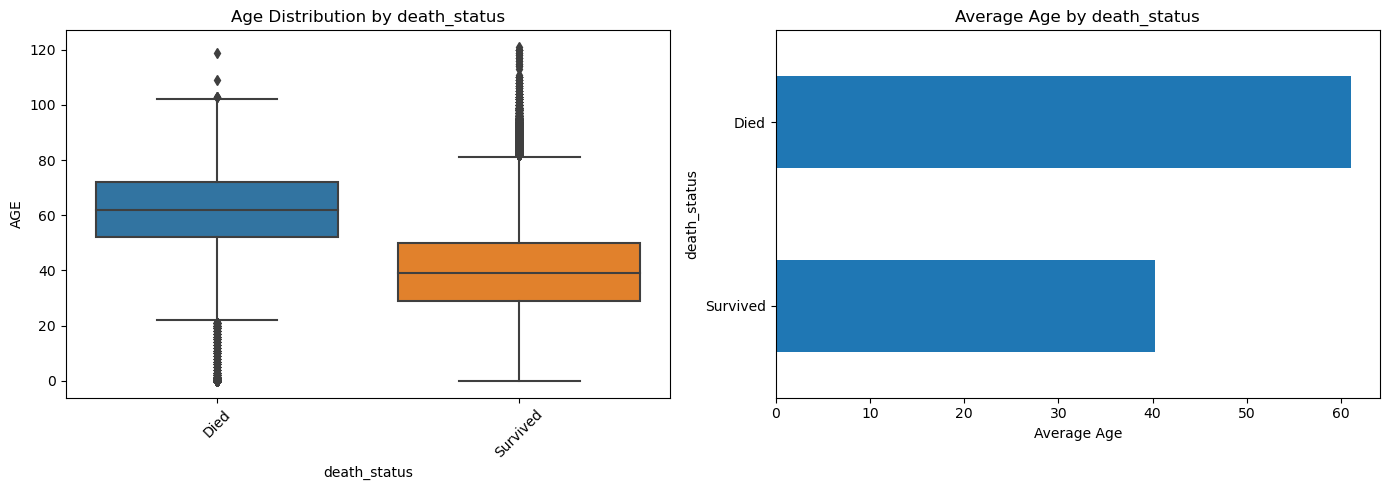 Age Distribution by death_status
120
100
80
60
40
20
0
AGE
Died
Survived
death_status
Average Age by death_status
Died
Survived
death_status
0 10 20 30 40 50 60
Average Age